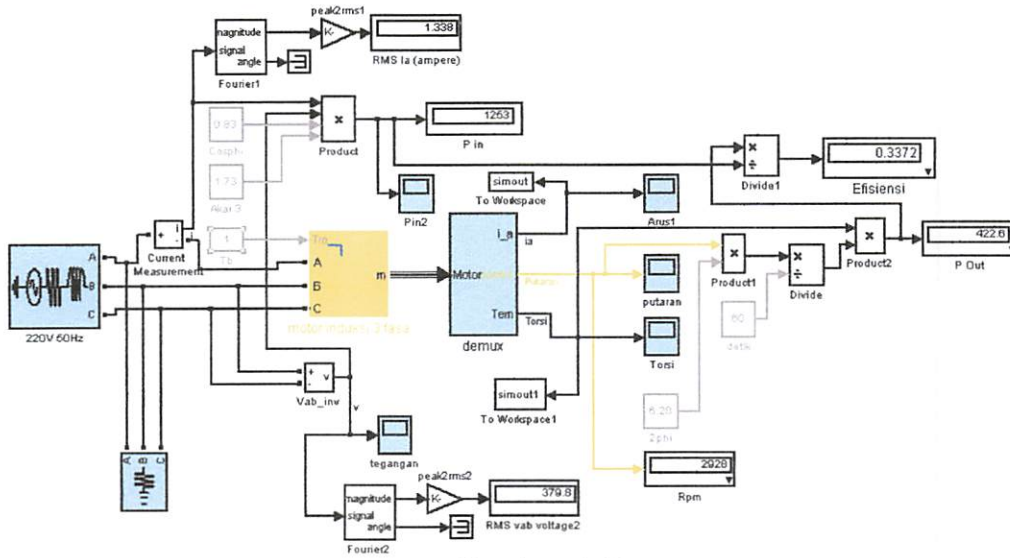 peak2rms1
magnitude
signal
angle
K-
1.338
RMS Ia (ampere)
Fourier1
0.83
Cosphi
1.73
Akar 3
Product
1263
P in
Pin2
Divide1
0.3372
Efisiensi
simout
To Workspace
Arus1
Product2
422.6
P Out
A
B
C
220V 50Hz
i
Current
Measurement
1
Tb
Tm
A
B
C
m
motor induksi 3 fasa
Motor
i_a
Tem
demux
ia
Putaran
Torsi
putaran
Torsi
Product1
Divide
60
detik
Vab_inv
v
v
simout1
To Workspace1
6.28
2phi
2928
Rpm
A
B
C
tegangan
peak2rms2
magnitude
signal
angle
K-
379.8
RMS vab voltage2
Fourier2